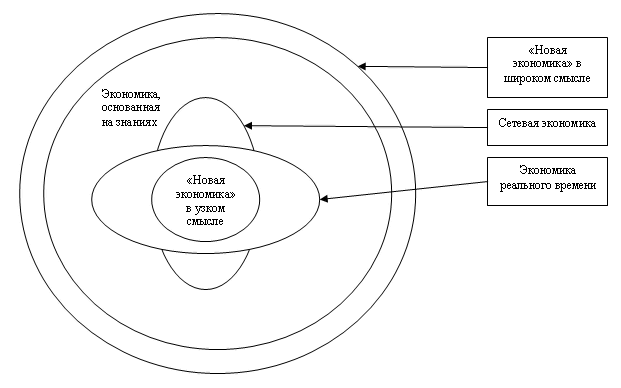 Экономика,
основанная
на знаниях
«Новая
экономика»
в узком
смысле
«Новая
экономика» в
широком смысле
Сетевая экономика
Экономика
реального времени